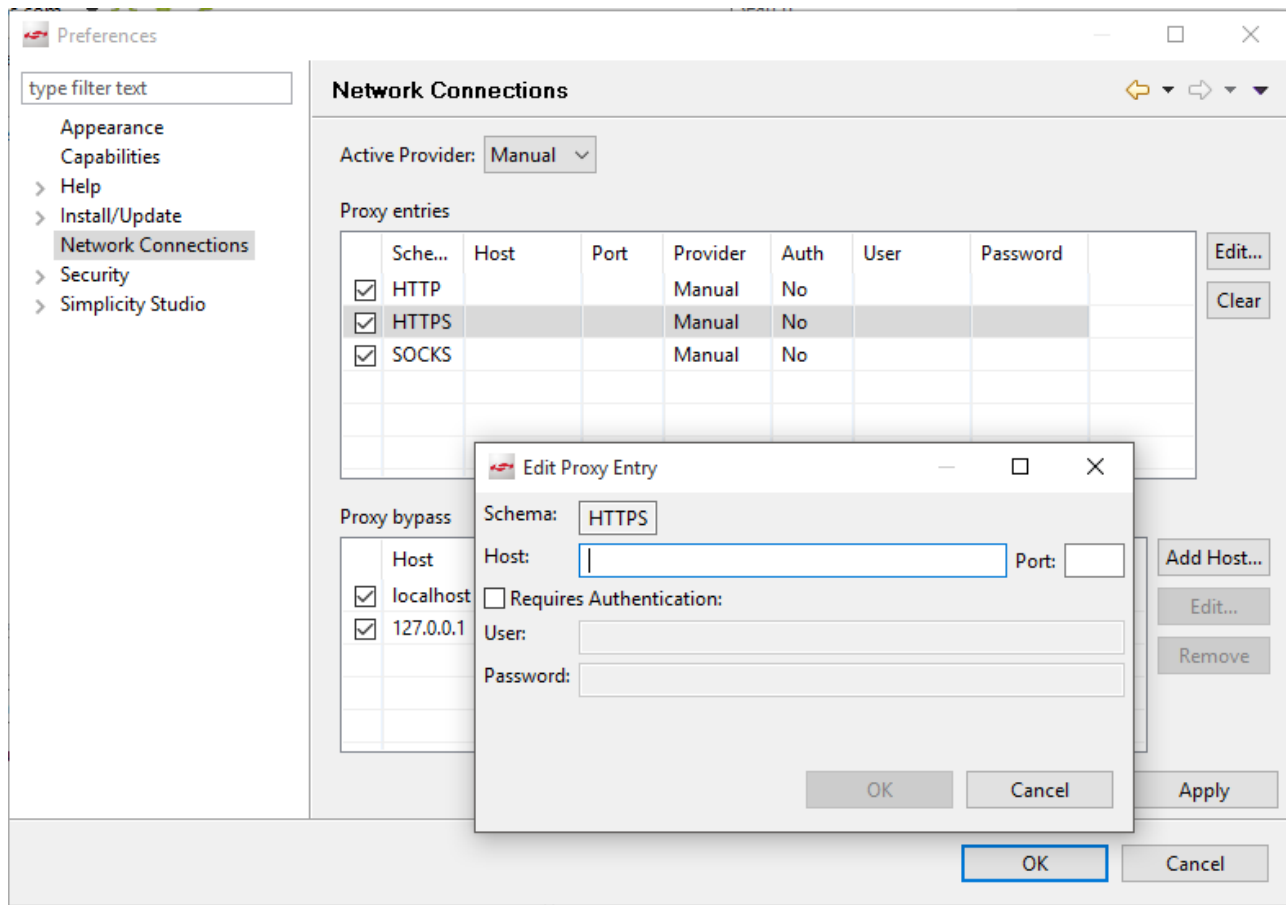 Preferences
type filter text
Appearance
Capabilities
Help
Install/Update
Network Connections
Security
Simplicity Studio
Network Connections
Active Provider: Manual
Proxy entries
Sche... Host Port Provider Auth User Password
HTTP Manual No
HTTPS Manual No
SOCKS Manual No
Edit...
Clear
Proxy bypass
Host
localhost
127.0.0.1
Add Host...
Edit...
Remove
Edit Proxy Entry
Schema: HTTPS
Host: Port:
Requires Authentication:
User:
Password:
OK Cancel
Apply
OK Cancel